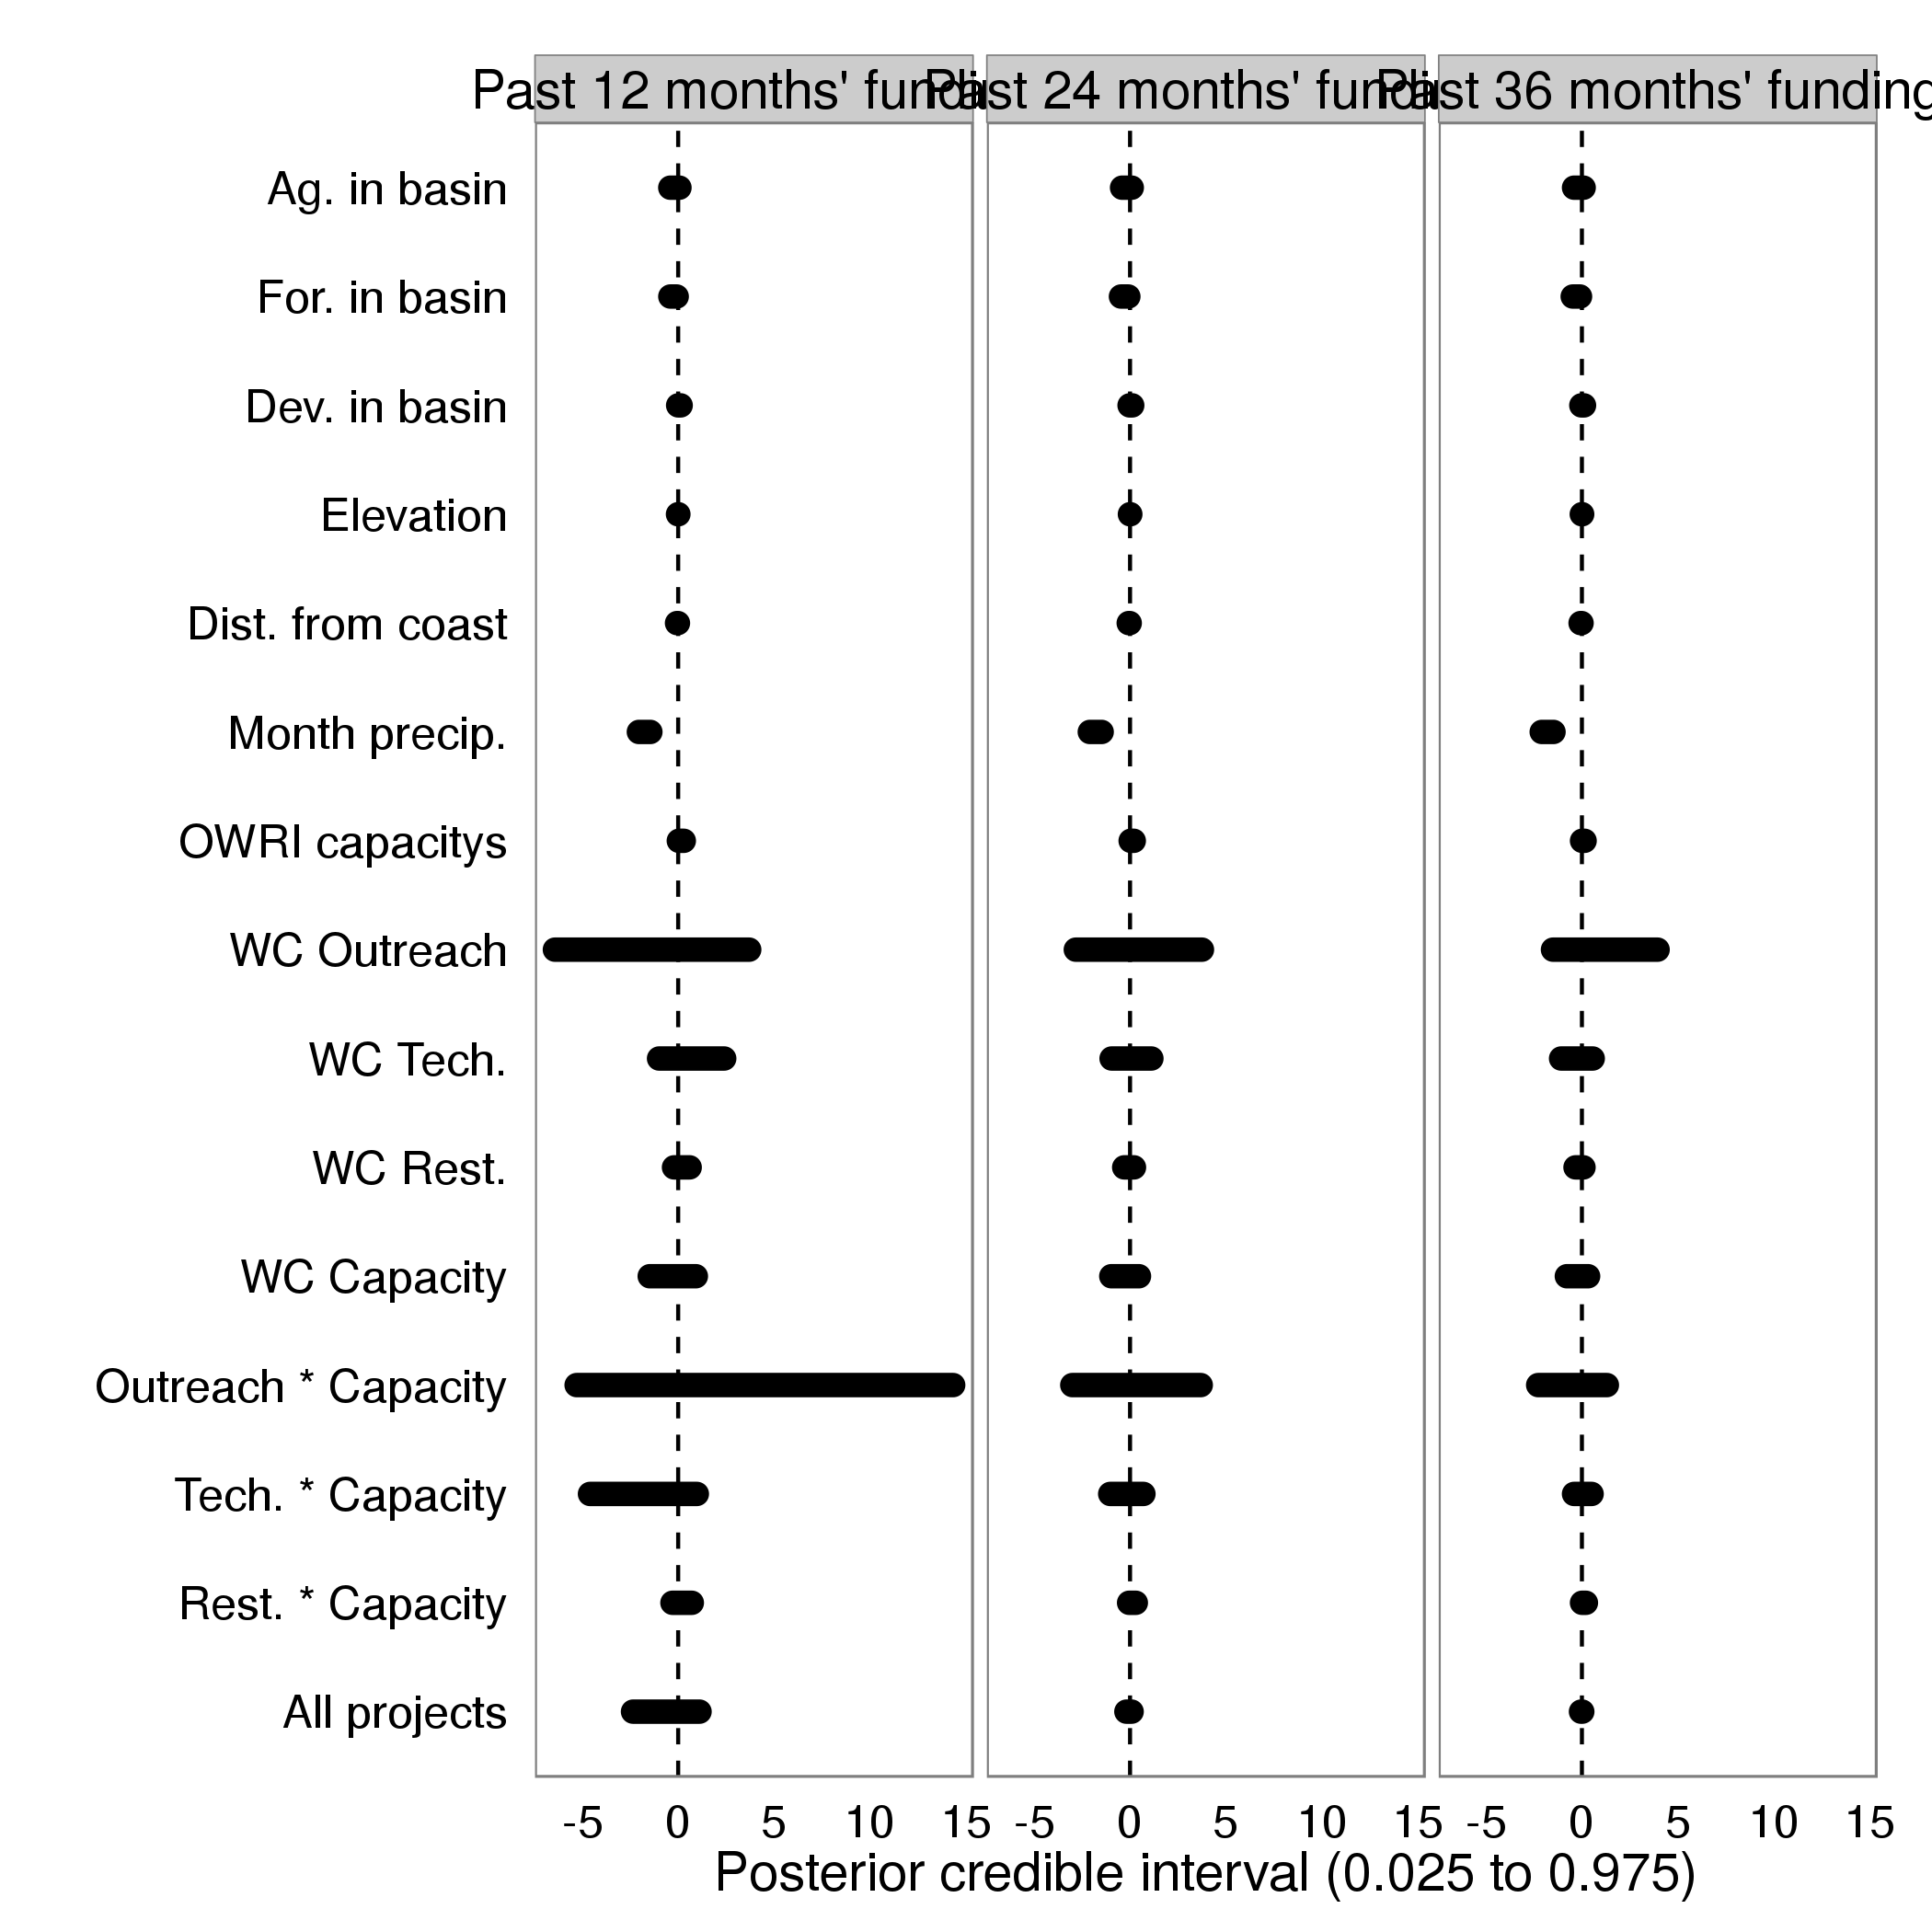 Past 12 months' fundi
Past 24 months' fundi
Past 36 months' funding
Ag. in basin
For. in basin
Dev. in basin
Elevation
Dist. from coast
Month precip.
OWRI capacitys
WC Outreach
WC Tech.
WC Rest.
WC Capacity
Outreach * Capacity
Tech. * Capacity
Rest. * Capacity
All projects
-5 0 5 10 15 -5 0 5 10 15 -5 0 5 10 15
Posterior credible interval (0.025 to 0.975)